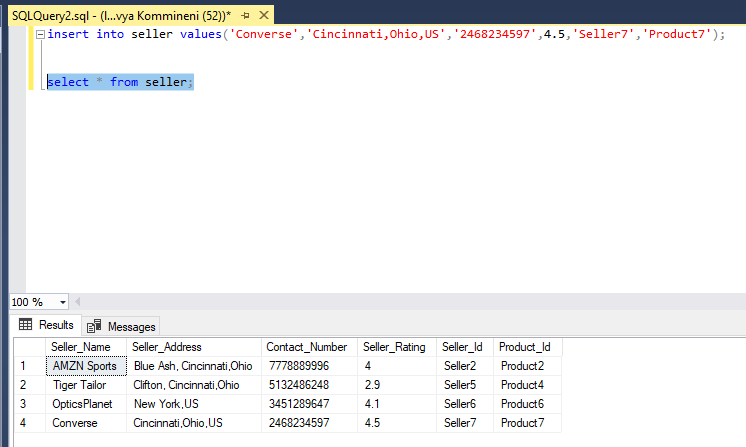 SQLQuery2.sql - (l...vya Kommineni (52))*
insert into seller values('Converse','Cincinnati,Ohio,US','2468234597',4.5,'Seller7','Product7');
select * from seller;
100 %
Results Messages
Seller_Name Seller_Address Contact_Number Seller_Rating Seller_Id Product_Id
1 AMZN Sports Blue Ash, Cincinnati,Ohio 7778889996 4 Seller2 Product2
2 Tiger Tailor Clifton, Cincinnati,Ohio 5132486248 2.9 Seller5 Product4
3 OpticsPlanet New York,US 3451289647 4.1 Seller6 Product6
4 Converse Cincinnati,Ohio,US 2468234597 4.5 Seller7 Product7